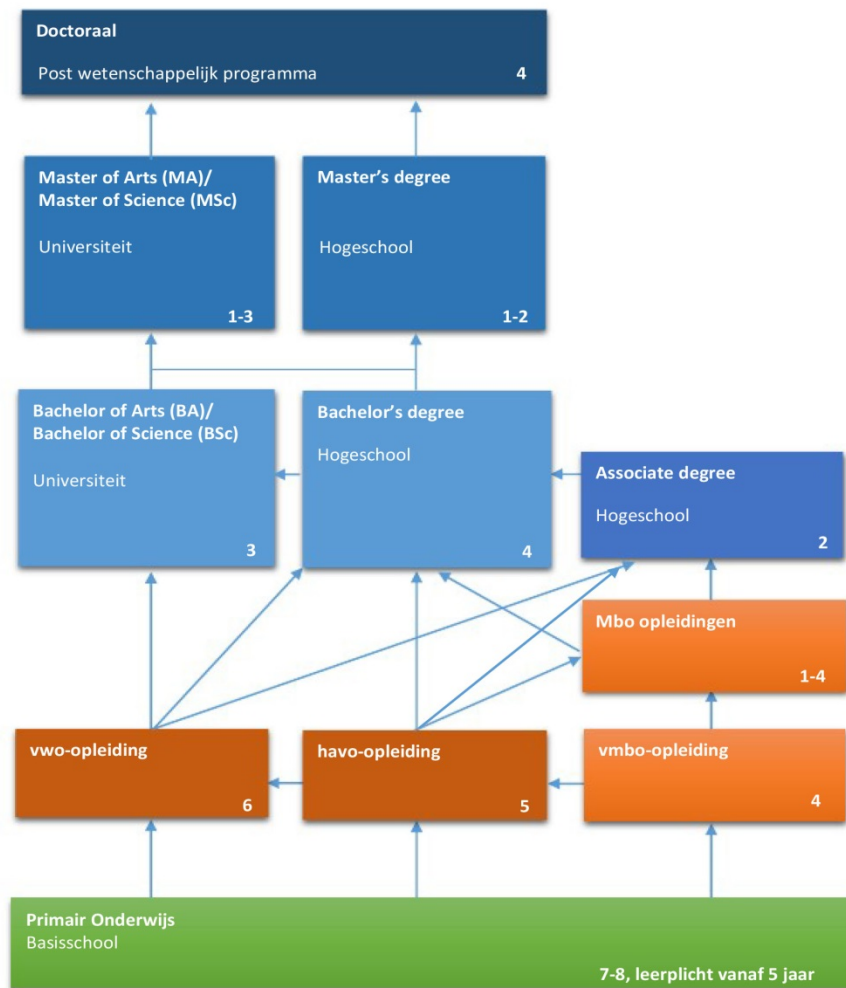 Doctoraal
Post wetenschappelijk programma
4
Master of Arts (MA)/
Master of Science (MSc)
Universiteit
1-3
Master's degree
Hogeschool
1-2
Bachelor of Arts (BA)/
Bachelor of Science (BSc)
Universiteit
3
Bachelor's degree
Hogeschool
4
Associate degree
Hogeschool
2
Mbo opleidingen
1-4
vwo-opleiding
6
havo-opleiding
5
vmbo-opleiding
4
Primair Onderwijs
Basisschool
7-8, leerplicht vanaf 5 jaar